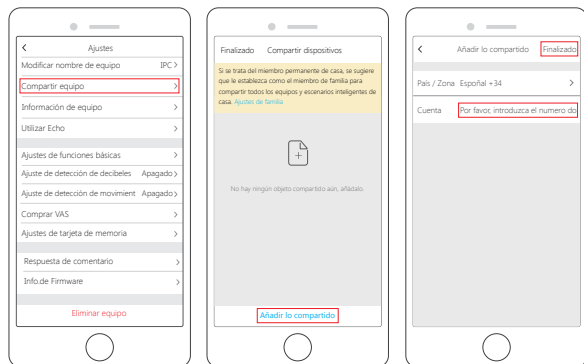 Ajustes
Modificar nombre de equipo IPC
Compartir equipo
Información de equipo
Utilizar Echo
Ajustes de funciones básicas
Ajuste de detección de decibeles Apagado
Ajuste de detección de movimient Apagado
Comprar VAS
Ajustes de tarjeta de memoria
Respuesta de comentario
Info.de Firmware
Eliminar equipo
Finalizado Compartir dispositivos
Si se trata del miembro permanente de casa, se sugiere
que le establezca como el miembro de familia para
compartir todos los equipos y escenarios inteligentes de
casa. Ajustes de familia
No hay ningún objeto compartido aún, añádalo.
Añadir lo compartido
Añadir lo compartido Finalizado
País / Zona Español +34
Cuenta Por favor, introduzca el numero do